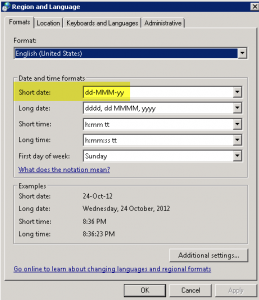 Region and Language
Formats
Location
Keyboards and Languages
Administrative
Format:
English (United States)
Date and time formats
Short date:
dd-MMM-yy
Long date:
dddd, dd MMMM, yyyy
Short time:
h:mm tt
Long time:
h:mm:ss tt
First day of week:
Sunday
What does the notation mean?
Examples
Short date:
24-Oct-12
Long date:
Wednesday, 24 October, 2012
Short time:
8:36 PM
Long time:
8:36:23 PM
Additional settings...
Go online to learn about changing languages and regional formats
OK
Cancel
Apply